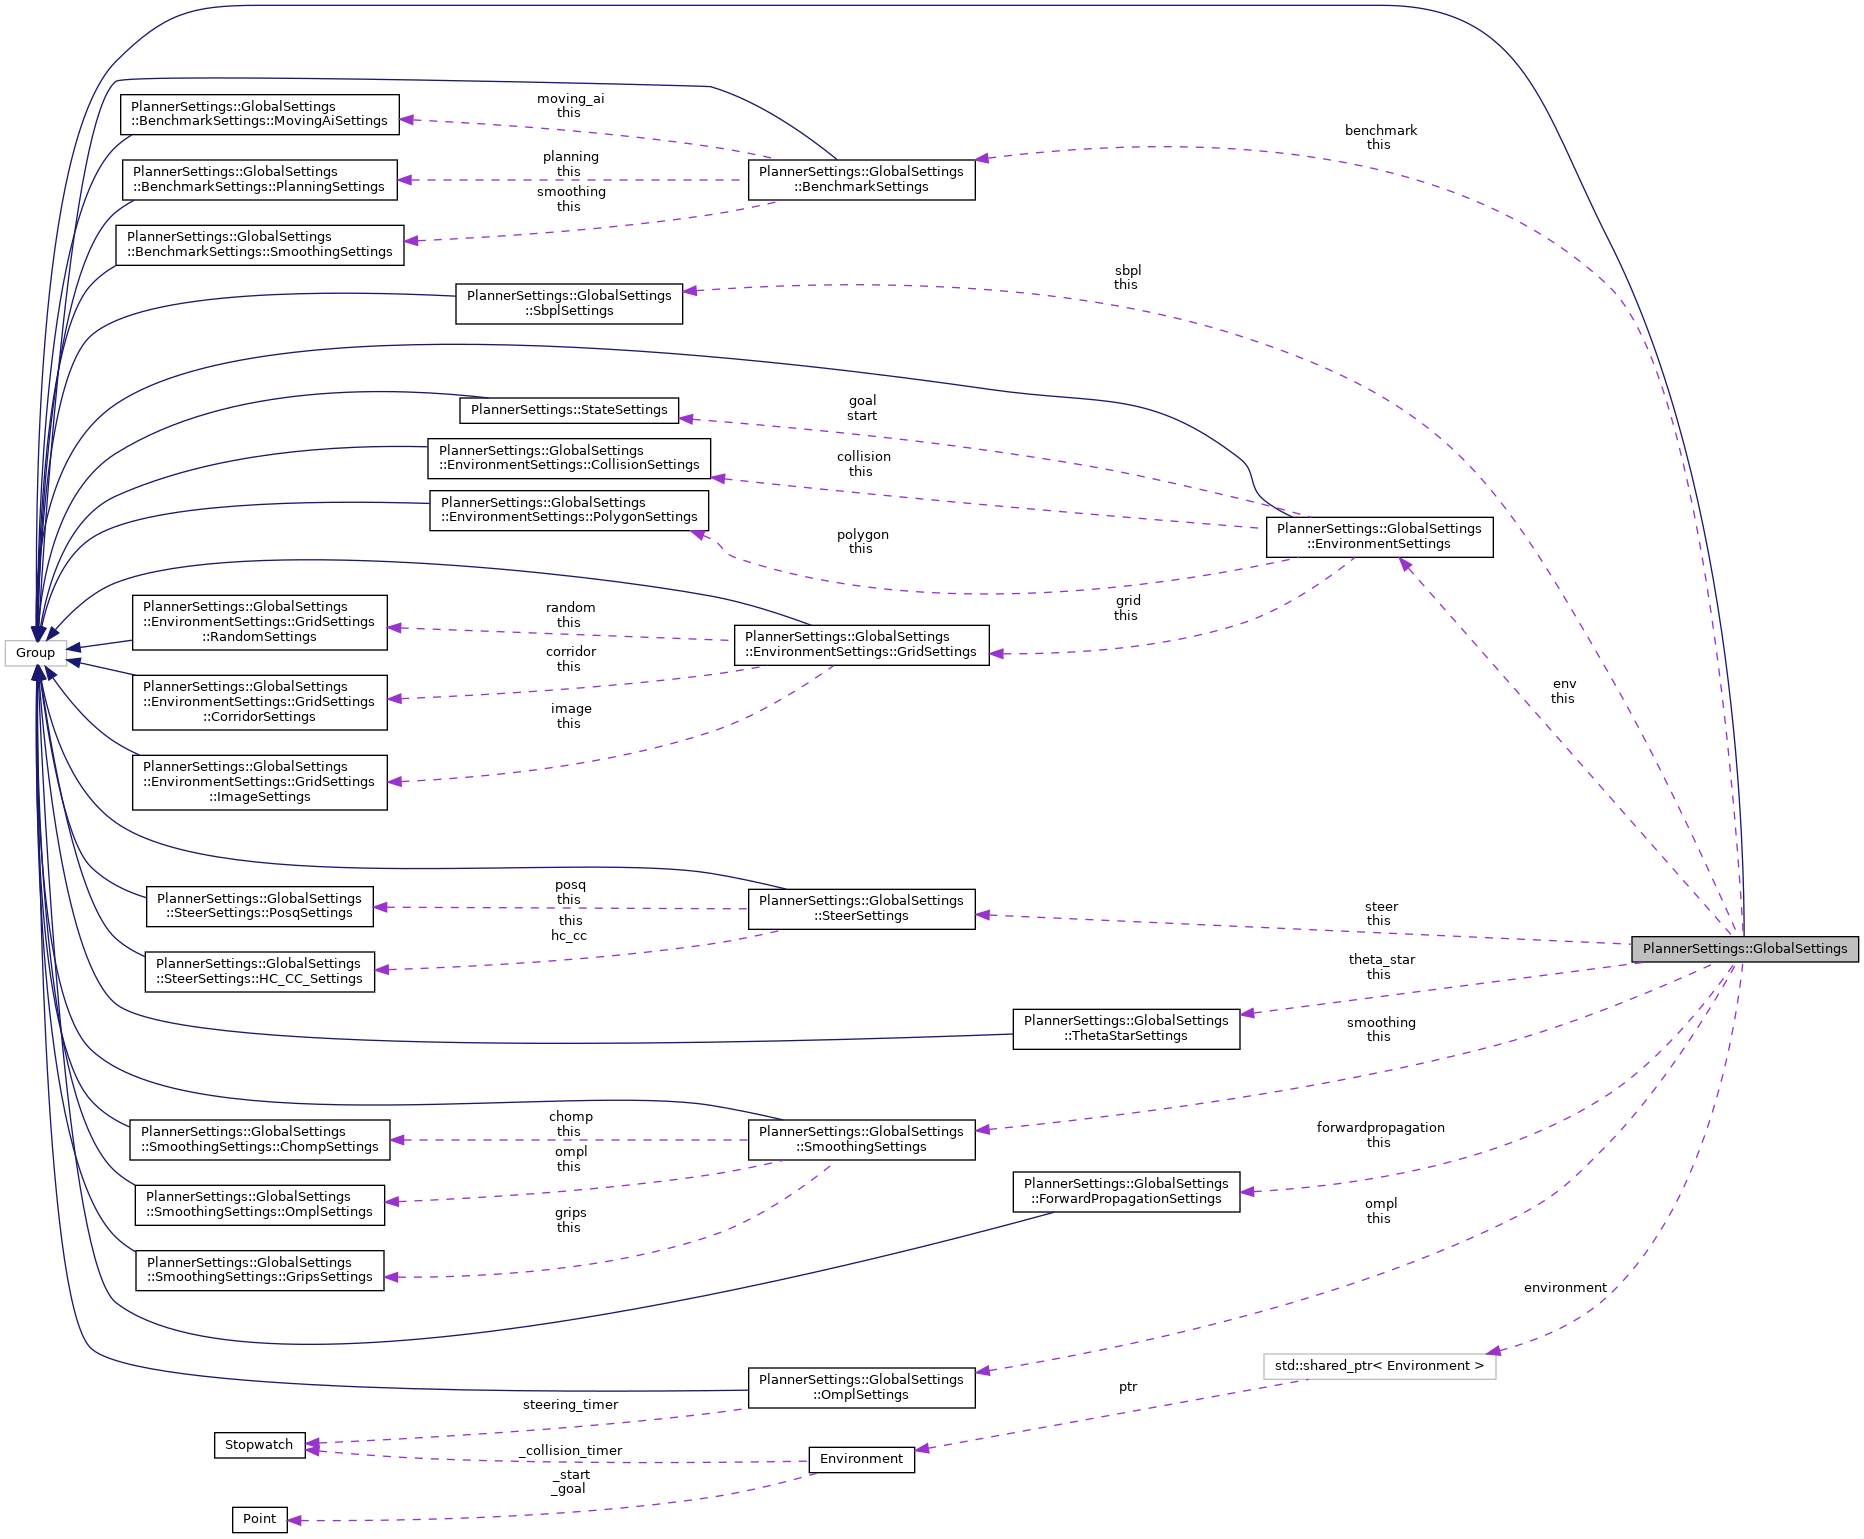 moving_ai
this
PlannerSettings::GlobalSettings
::BenchmarkSettings::MovingAiSettings
benchmark
this
planning
this
PlannerSettings::GlobalSettings
::BenchmarkSettings::PlanningSettings
PlannerSettings::GlobalSettings
::BenchmarkSettings
smoothing
this
PlannerSettings::GlobalSettings
::BenchmarkSettings::SmoothingSettings
sbpl
this
PlannerSettings::GlobalSettings
::SbplSettings
goal
start
PlannerSettings::StateSettings
PlannerSettings::GlobalSettings
::EnvironmentSettings::CollisionSettings
collision
this
PlannerSettings::GlobalSettings
::EnvironmentSettings::PolygonSettings
polygon
this
PlannerSettings::GlobalSettings
::EnvironmentSettings
grid
this
PlannerSettings::GlobalSettings
::EnvironmentSettings::GridSettings
::RandomSettings
random
this
PlannerSettings::GlobalSettings
::EnvironmentSettings::GridSettings
Group
corridor
this
PlannerSettings::GlobalSettings
::EnvironmentSettings::GridSettings
::CorridorSettings
env
this
image
this
PlannerSettings::GlobalSettings
::EnvironmentSettings::GridSettings
::ImageSettings
posq
this
PlannerSettings::GlobalSettings
::SteerSettings::PosqSettings
PlannerSettings::GlobalSettings
::SteerSettings
steer
this
this
hc_cc
PlannerSettings::GlobalSettings
PlannerSettings::GlobalSettings
::SteerSettings::HC_CC_Settings
theta_star
this
PlannerSettings::GlobalSettings
::ThetaStarSettings
smoothing
this
chomp
this
PlannerSettings::GlobalSettings
::SmoothingSettings::ChompSettings
PlannerSettings::GlobalSettings
::SmoothingSettings
forwardpropagation
this
ompl
this
PlannerSettings::GlobalSettings
::SmoothingSettings::OmplSettings
PlannerSettings::GlobalSettings
::ForwardPropagationSettings
ompl
this
grips
this
PlannerSettings::GlobalSettings
::SmoothingSettings::GripsSettings
environment
std::shared_ptr< Environment >
PlannerSettings::GlobalSettings
::OmplSettings
ptr
steering_timer
Stopwatch
_collision_timer
Environment
_start
_goal
Point